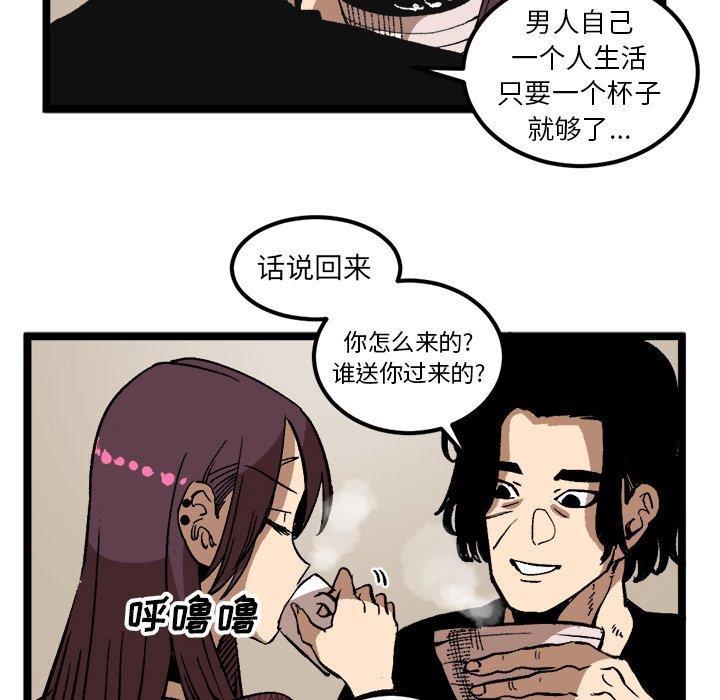 男人自己
一个人生活
只要一个杯子
就够了...
话说回来
你怎么来的?
谁送你过来的?
呼噜噜